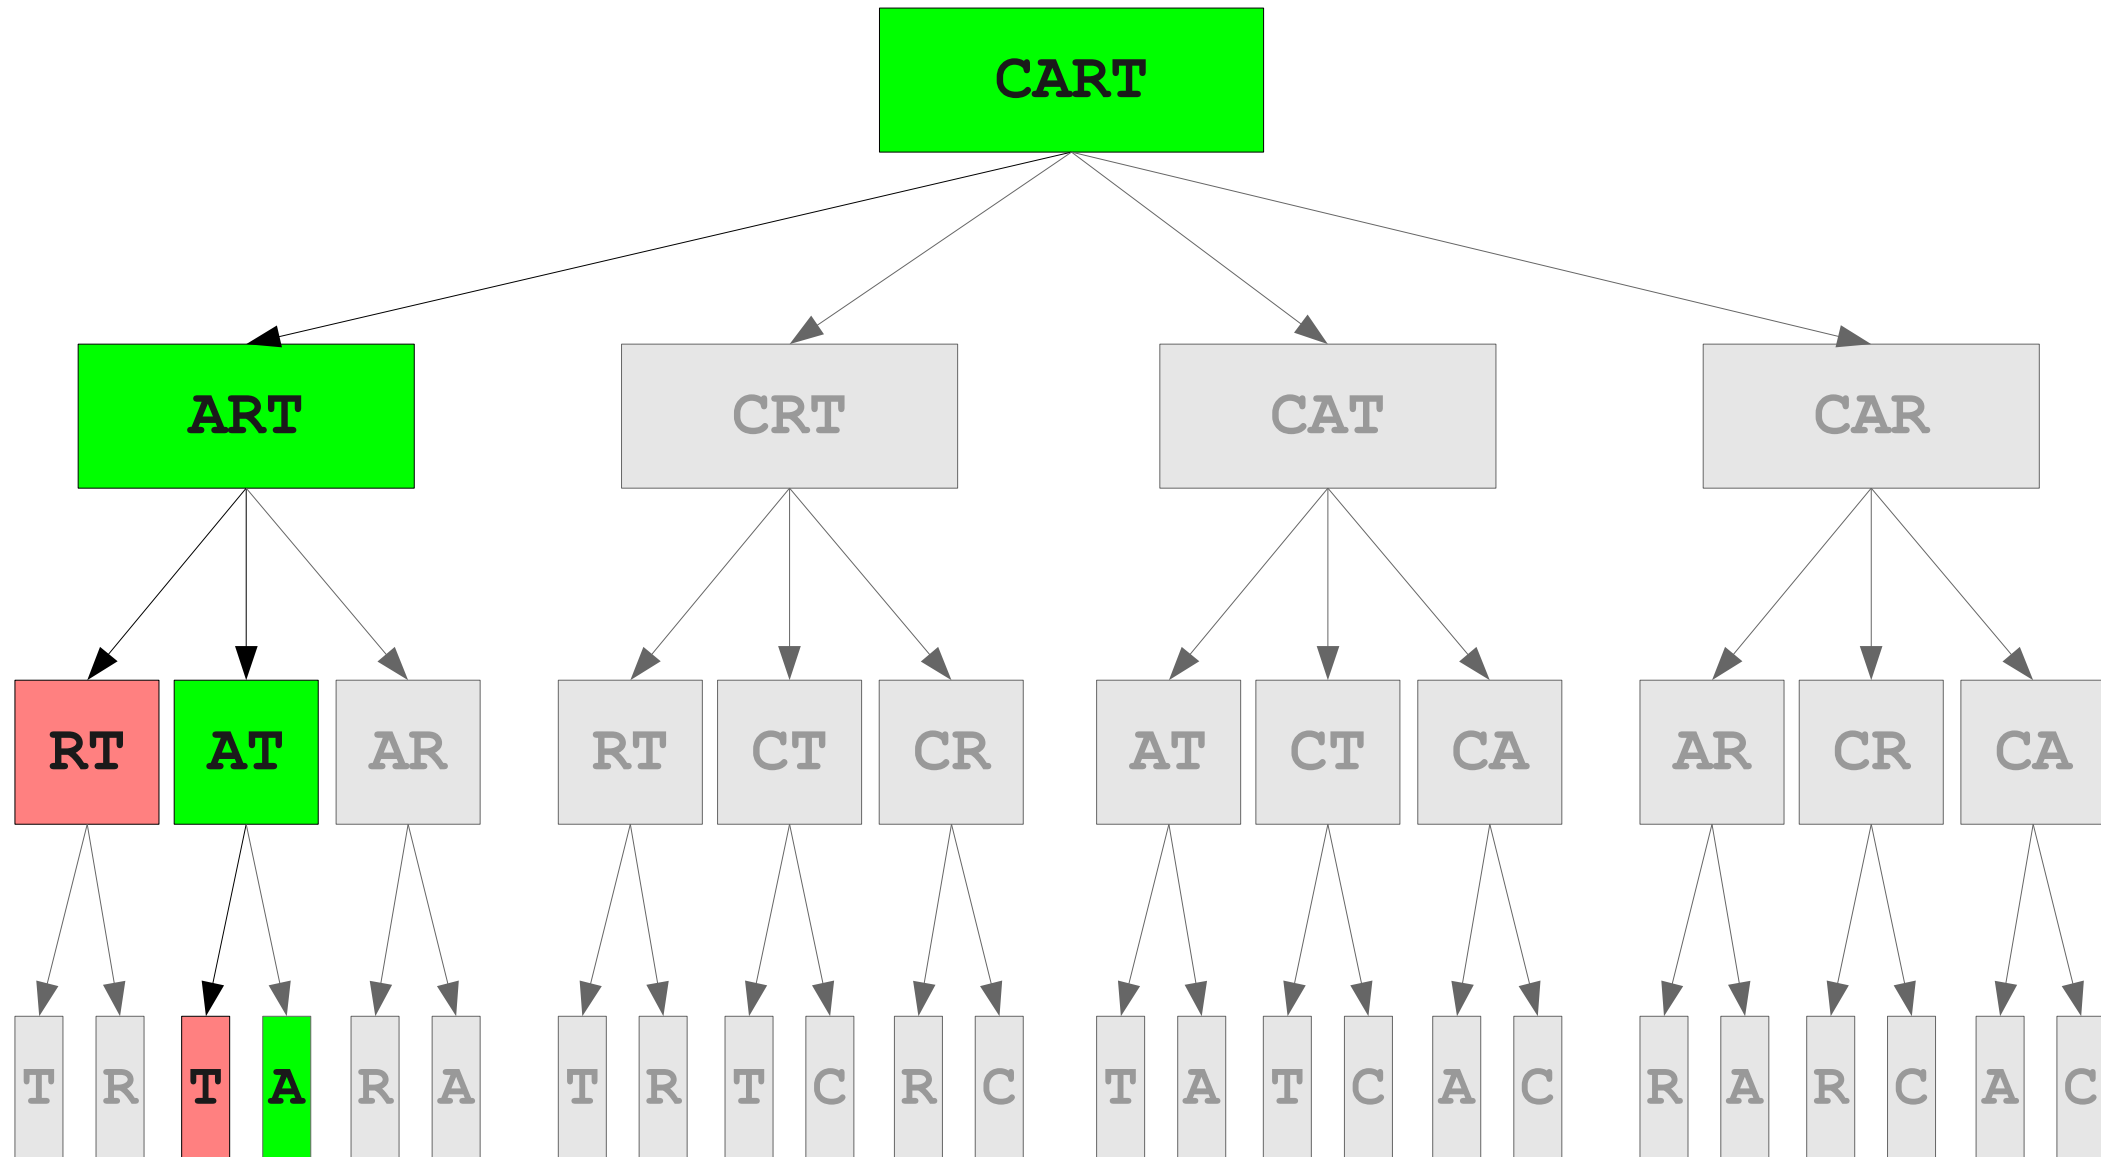 CART
ART CRT CAT CAR
RT AT AR RT CT CR AT CT CA AR CR CA
T R T A R A T R T C R C T A T C A C R A R C A C